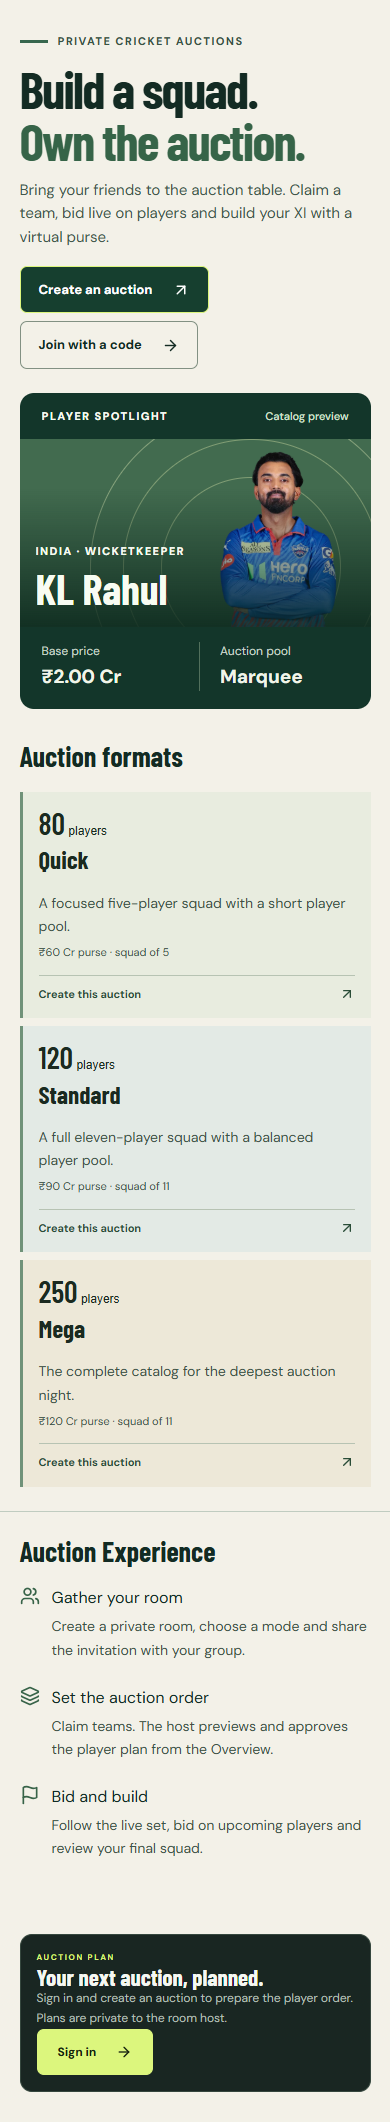 PRIVATE CRICKET AUCTIONS
Build a squad.
Own the auction.
Bring your friends to the auction table. Claim a
team, bid live on players and build your XI with a
virtual purse.
Create an auction
Join with a code
PLAYER SPOTLIGHT Catalog preview
INDIA · WICKETKEEPER
KL Rahul
Hero
FINCORP
Base price Auction pool
₹2.00 Cr Marquee
Auction formats
80 players
Quick
A focused five-player squad with a short player
pool.
₹60 Cr purse · squad of 5
Create this auction
120 players
Standard
A full eleven-player squad with a balanced
player pool.
₹90 Cr purse · squad of 11
Create this auction
250 players
Mega
The complete catalog for the deepest auction
night.
₹120 Cr purse · squad of 11
Create this auction
Auction Experience
Gather your room
Create a private room, choose a mode and share
the invitation with your group.
Set the auction order
Claim teams. The host previews and approves
the player plan from the Overview.
Bid and build
Follow the live set, bid on upcoming players and
review your final squad.
AUCTION PLAN
Your next auction, planned.
Sign in and create an auction to prepare the player order.
Plans are private to the room host.
Sign in